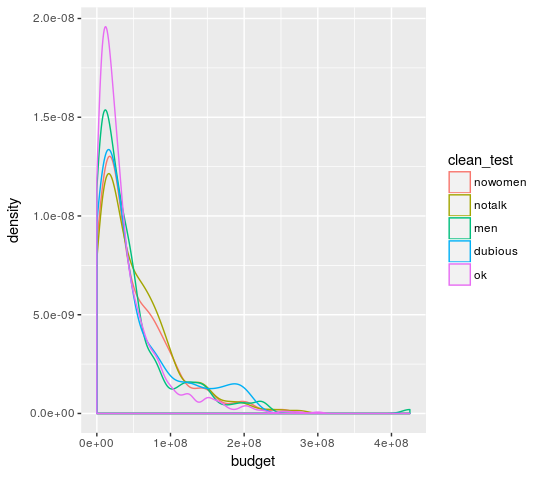 2.0e-08
1.5e-08
1.0e-08
5.0e-09
0.0e+00
density
0e+00 1e+08 2e+08 3e+08 4e+08
budget
clean_test
nowomen
notalk
men
dubious
ok